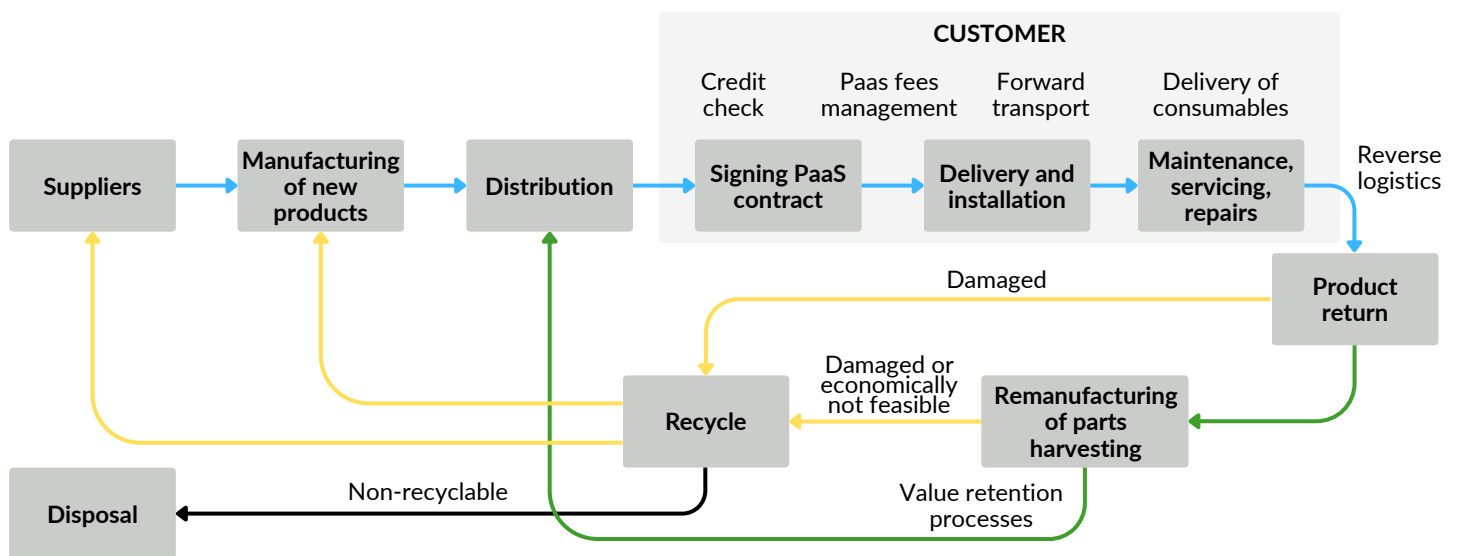 CUSTOMER
Credit
check
Paas fees
management
Forward
transport
Delivery of
consumables
Suppliers
Manufacturing
of new
products
Distribution
Signing PaaS
contract
Delivery and
installation
Maintenance,
servicing,
repairs
Reverse
logistics
Product
return
Damaged
Damaged or
economically
not feasible
Recycle
Remanufacturing
of parts
harvesting
Non-recyclable
Value retention
processes
Disposal